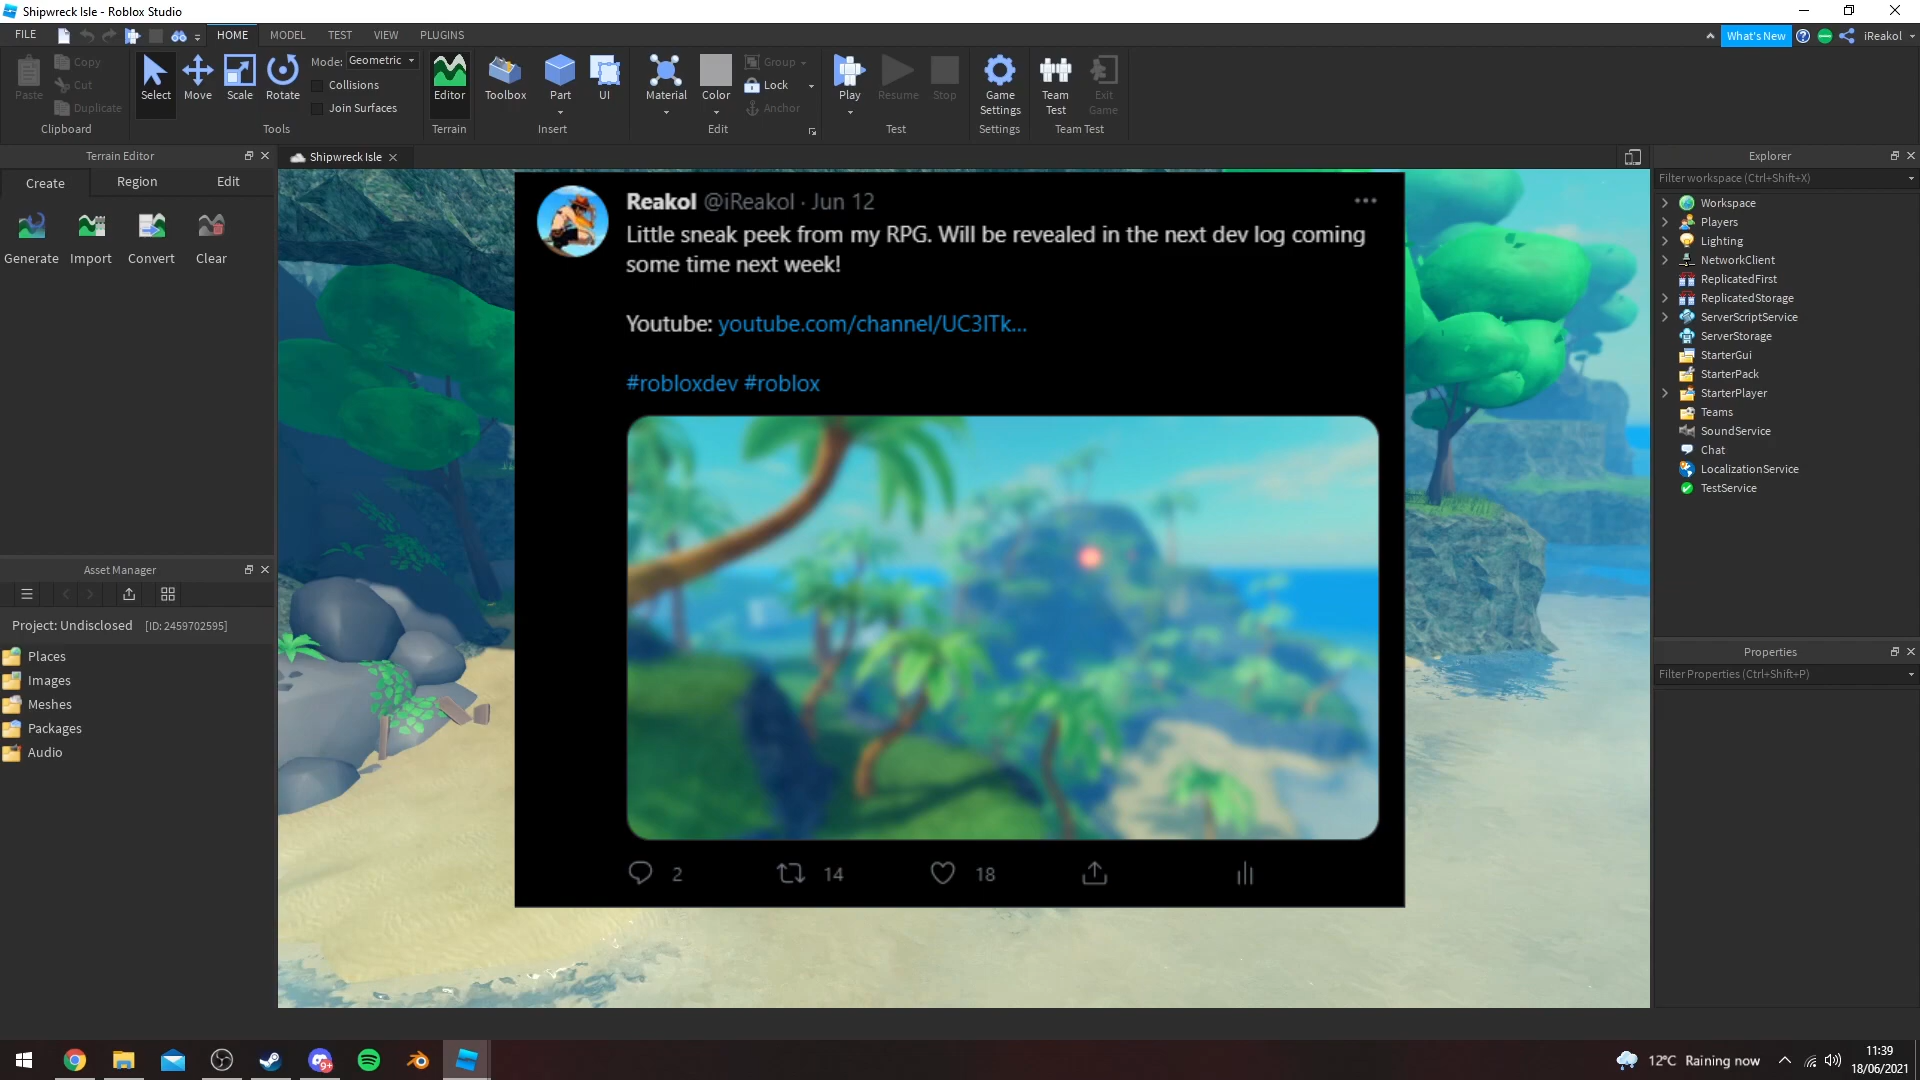 Shipwreck Isle - Roblox Studio
FILE
HOME
MODEL
TEST
VIEW
PLUGINS
What's New
iReakol
Paste
Copy
Cut
Duplicate
Clipboard
Select
Move
Scale
Rotate
Mode: Geometric
Collisions
Join Surfaces
Tools
Editor
Terrain
Toolbox
Part
UI
Insert
Material
Color
Group
Lock
Anchor
Edit
Play
Resume
Stop
Test
Game
Settings
Settings
Team
Test
Exit
Game
Team Test
Terrain Editor
Create
Region
Edit
Generate
Import
Convert
Clear
Asset Manager
Project: Undisclosed [ID: 2459702595]
Places
Images
Meshes
Packages
Audio
Shipwreck Isle
Reakol @iReakol · Jun 12
Little sneak peek from my RPG. Will be revealed in the next dev log coming
some time next week!
Youtube: youtube.com/channel/UC3ITk...
#robloxdev #roblox
2
14
18
Explorer
Filter workspace (Ctrl+Shift+X)
Workspace
Players
Lighting
NetworkClient
ReplicatedFirst
ReplicatedStorage
ServerScriptService
ServerStorage
StarterGui
StarterPack
StarterPlayer
Teams
SoundService
Chat
LocalizationService
TestService
Properties
Filter Properties (Ctrl+Shift+P)
9+
12°C Raining now
11:39
18/06/2021